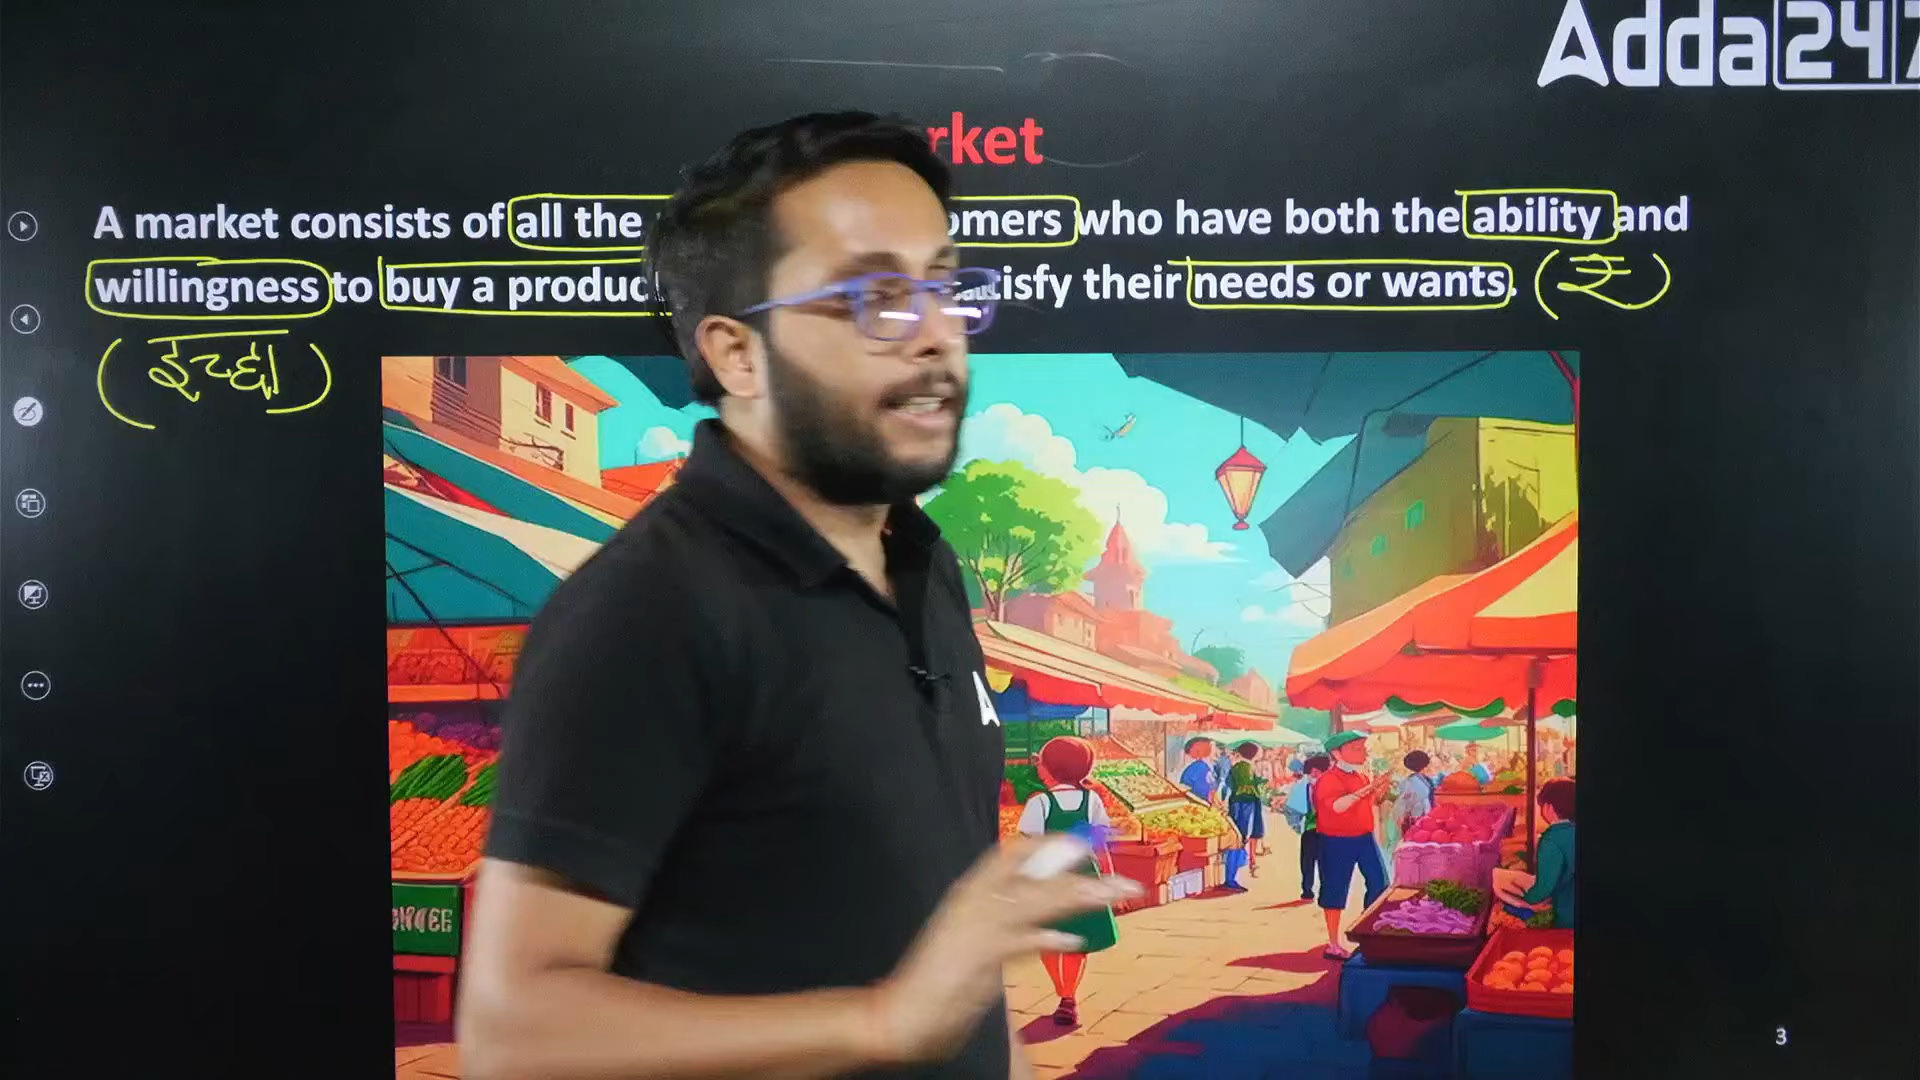 Adda247
rket
A market consists of all the omers who have both the ability and
willingness to buy a produc isfy their needs or wants. (₹)
(इच्छा)
3